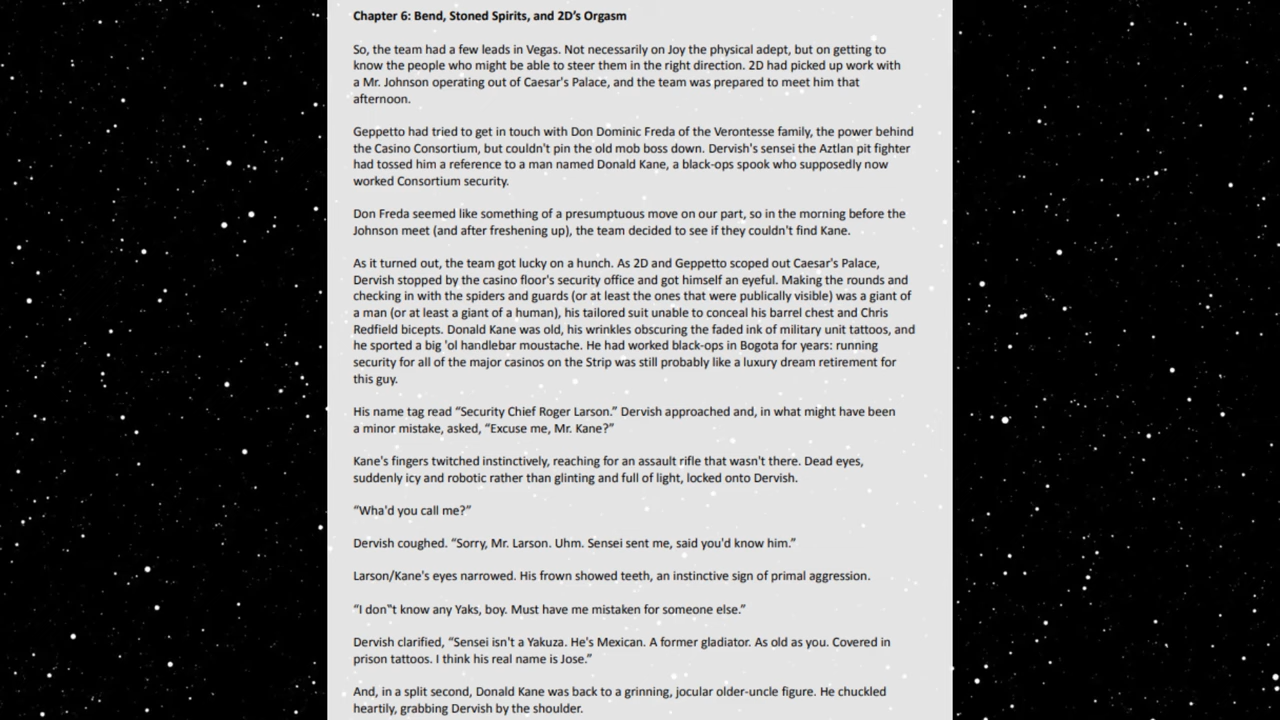 Chapter 6: Bend, Stoned Spirits, and 2D's Orgasm
So, the team had a few leads in Vegas. Not necessarily on Joy the physical adept, but on getting to
know the people who might be able to steer them in the right direction. 2D had picked up work with
a Mr. Johnson operating out of Caesar's Palace, and the team was prepared to meet him that
afternoon.
Geppetto had tried to get in touch with Don Dominic Freda of the Verontesse family, the power behind
the Casino Consortium, but couldn't pin the old mob boss down. Dervish's sensei the Aztlan pit fighter
had tossed him a reference to a man named Donald Kane, a black-ops spook who supposedly now
worked Consortium security.
Don Freda seemed like something of a presumptuous move on our part, so in the morning before the
Johnson meet (and after freshening up), the team decided to see if they couldn't find Kane.
As it turned out, the team got lucky on a hunch. As 2D and Geppetto scoped out Caesar's Palace,
Dervish stopped by the casino floor's security office and got himself an eyeful. Making the rounds and
checking in with the spiders and guards (or at least the ones that were publically visible) was a giant of
a man (or at least a giant of a human), his tailored suit unable to conceal his barrel chest and Chris
Redfield biceps. Donald Kane was old, his wrinkles obscuring the faded ink of military unit tattoos, and
he sported a big 'ol handlebar moustache. He had worked black-ops in Bogota for years: running
security for all of the major casinos on the Strip was still probably like a luxury dream retirement for
this guy.
His name tag read “Security Chief Roger Larson.” Dervish approached and, in what might have been
a minor mistake, asked, “Excuse me, Mr. Kane?”
Kane's fingers twitched instinctively, reaching for an assault rifle that wasn't there. Dead eyes,
suddenly icy and robotic rather than glinting and full of light, locked onto Dervish.
“Wha'd you call me?”
Dervish coughed. “Sorry, Mr. Larson. Uhm. Sensei sent me, said you'd know him.”
Larson/Kane's eyes narrowed. His frown showed teeth, an instinctive sign of primal aggression.
“I don‟t know any Yaks, boy. Must have me mistaken for someone else.”
Dervish clarified, “Sensei isn't a Yakuza. He's Mexican. A former gladiator. As old as you. Covered in
prison tattoos. I think his real name is Jose.”
And, in a split second, Donald Kane was back to a grinning, jocular older-uncle figure. He chuckled
heartily, grabbing Dervish by the shoulder.